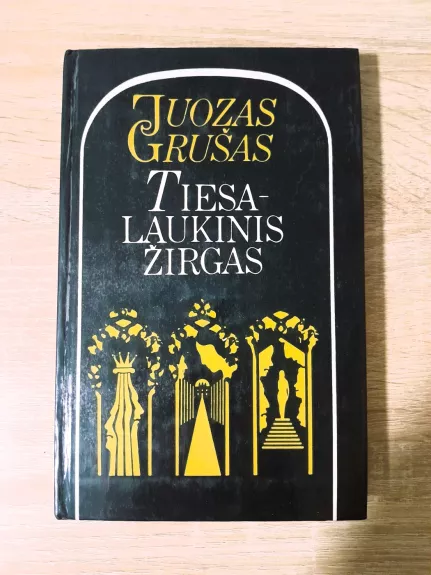 JUOZAS
GRUŠAS
TIESA-
LAUKINIS
ŽIRGAS